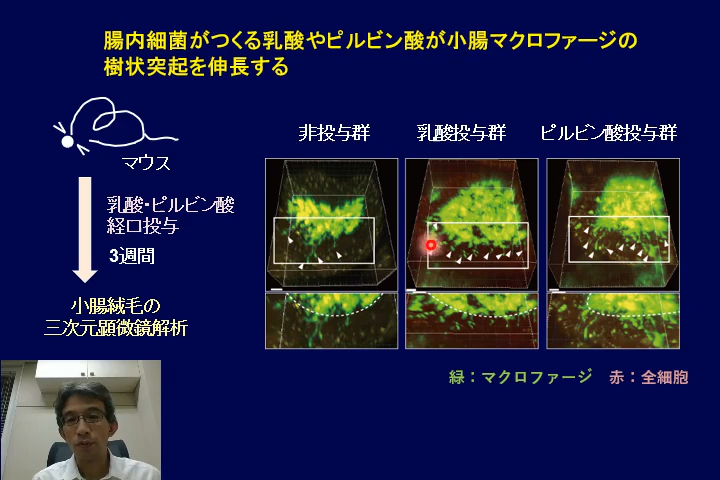 腸内細菌がつくる乳酸やピルビン酸が小腸マクロファージの
樹状突起を伸長する
非投与群
乳酸投与群
ピルビン酸投与群
マウス
乳酸・ピルビン酸
経口投与
3週間
小腸絨毛の
三次元顕微鏡解析
緑：マクロファージ 赤：全細胞